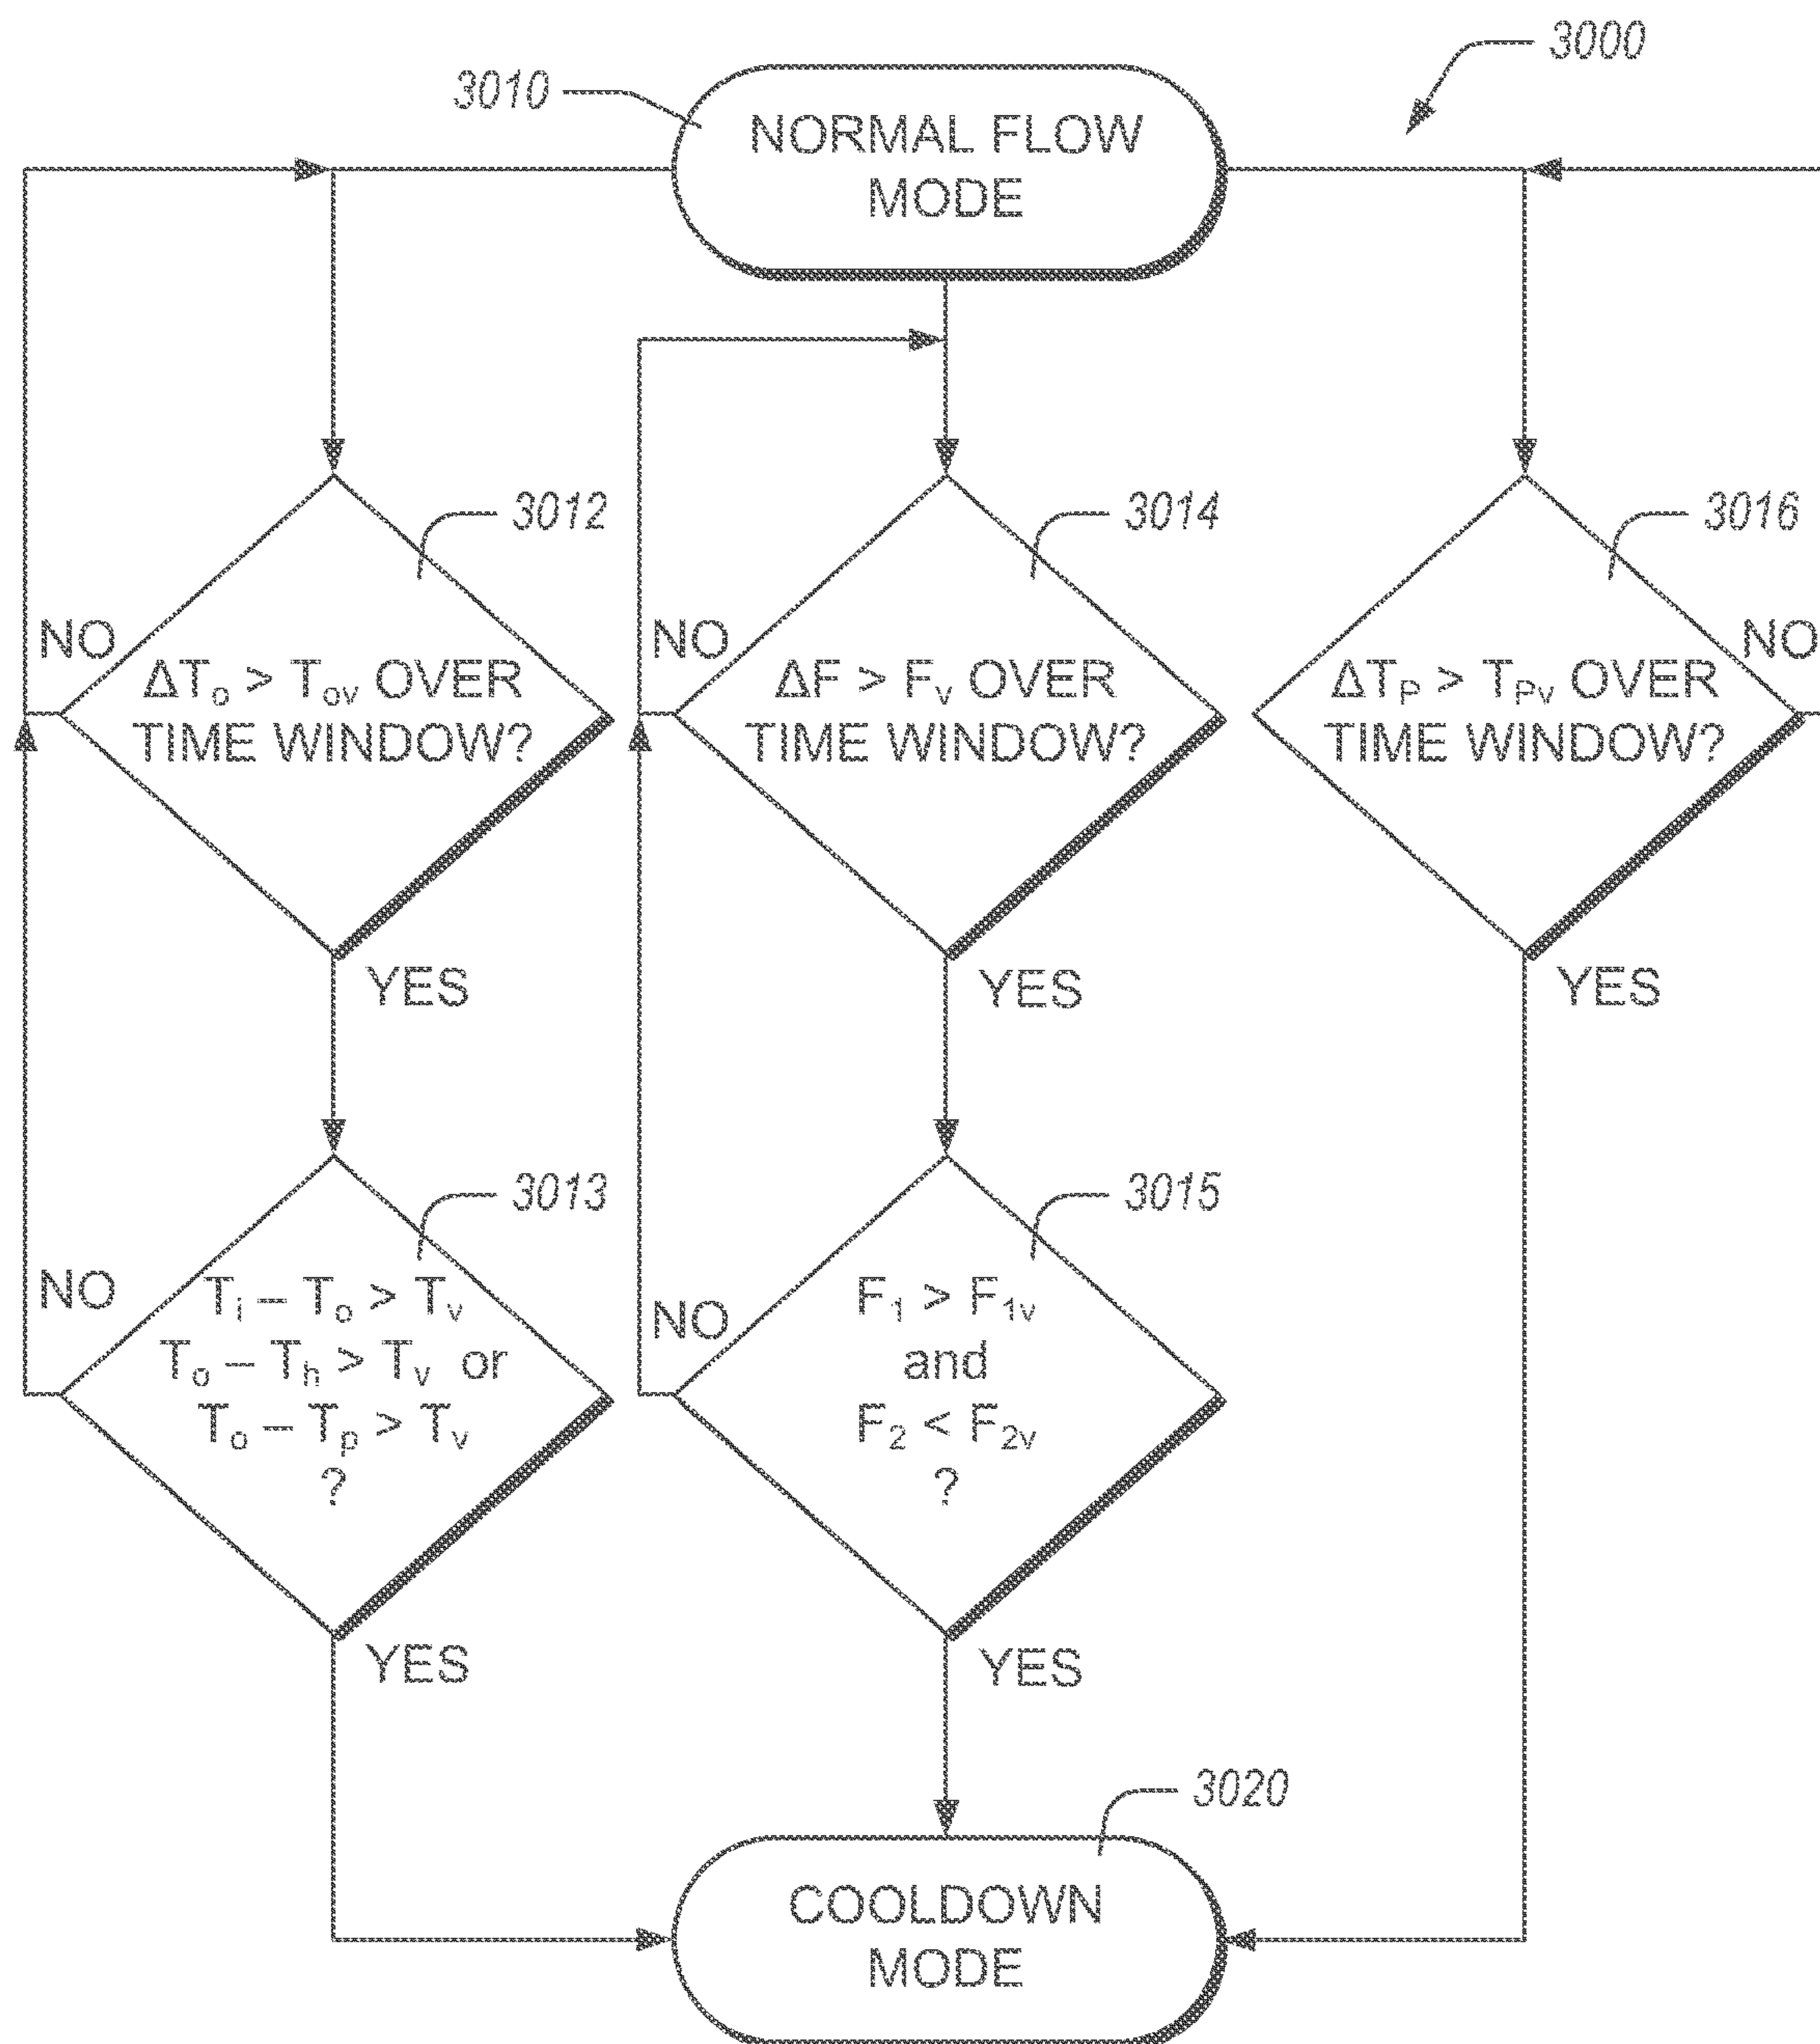 3000
3010
NORMAL FLOW
MODE
3012
3014
3016
NO
ΔTₒ > Tₒᵥ OVER
TIME WINDOW?
YES
NO
ΔF > Fᵥ OVER
TIME WINDOW?
YES
NO
ΔT_P > T_Pv OVER
TIME WINDOW?
YES
3013
3015
NO
Tᵢ – Tₒ > Tᵥ
Tₒ – Tₕ > Tᵥ or
Tₒ – Tₚ > Tᵥ
?
YES
NO
F₁ > F₁ᵥ
and
F₂ < F₂ᵥ
?
YES
3020
COOLDOWN
MODE